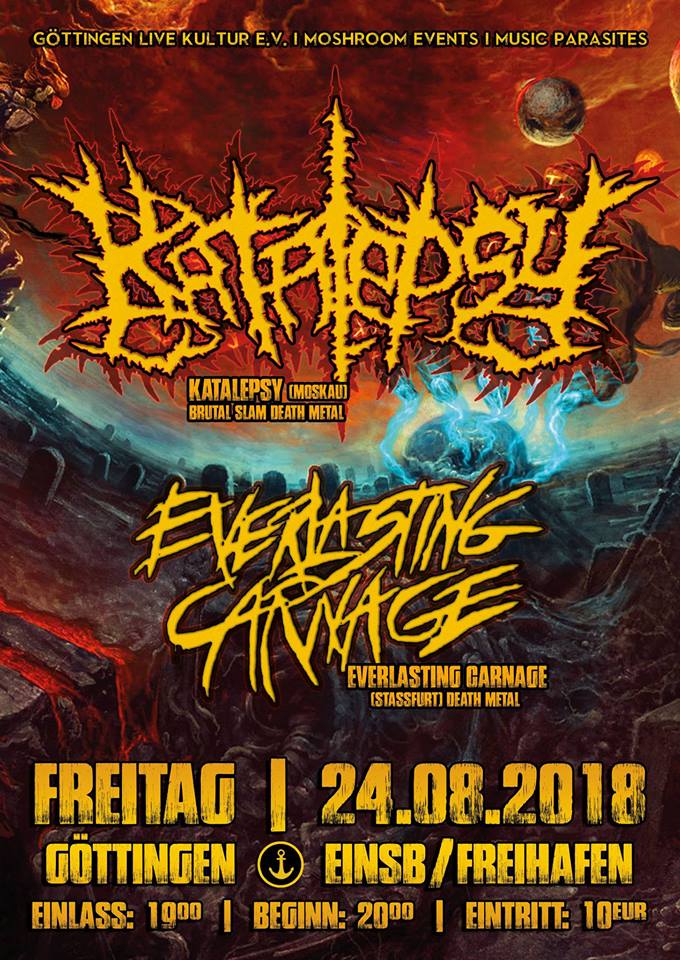 GÖTTINGEN LIVE KULTUR E.V. I MOSHROOM EVENTS I MUSIC PARASITES
KATALEPSY
KATALEPSY (MOSKAU)
BRUTAL SLAM DEATH METAL
EVERLASTING
CARNAGE
EVERLASTING CARNAGE
(STASSFURT) DEATH METAL
FREITAG | 24.08.2018
GÖTTINGEN EINSB/FREIHAFEN
EINLASS: 19⁰⁰ | BEGINN: 20⁰⁰ | EINTRITT: 10EUR